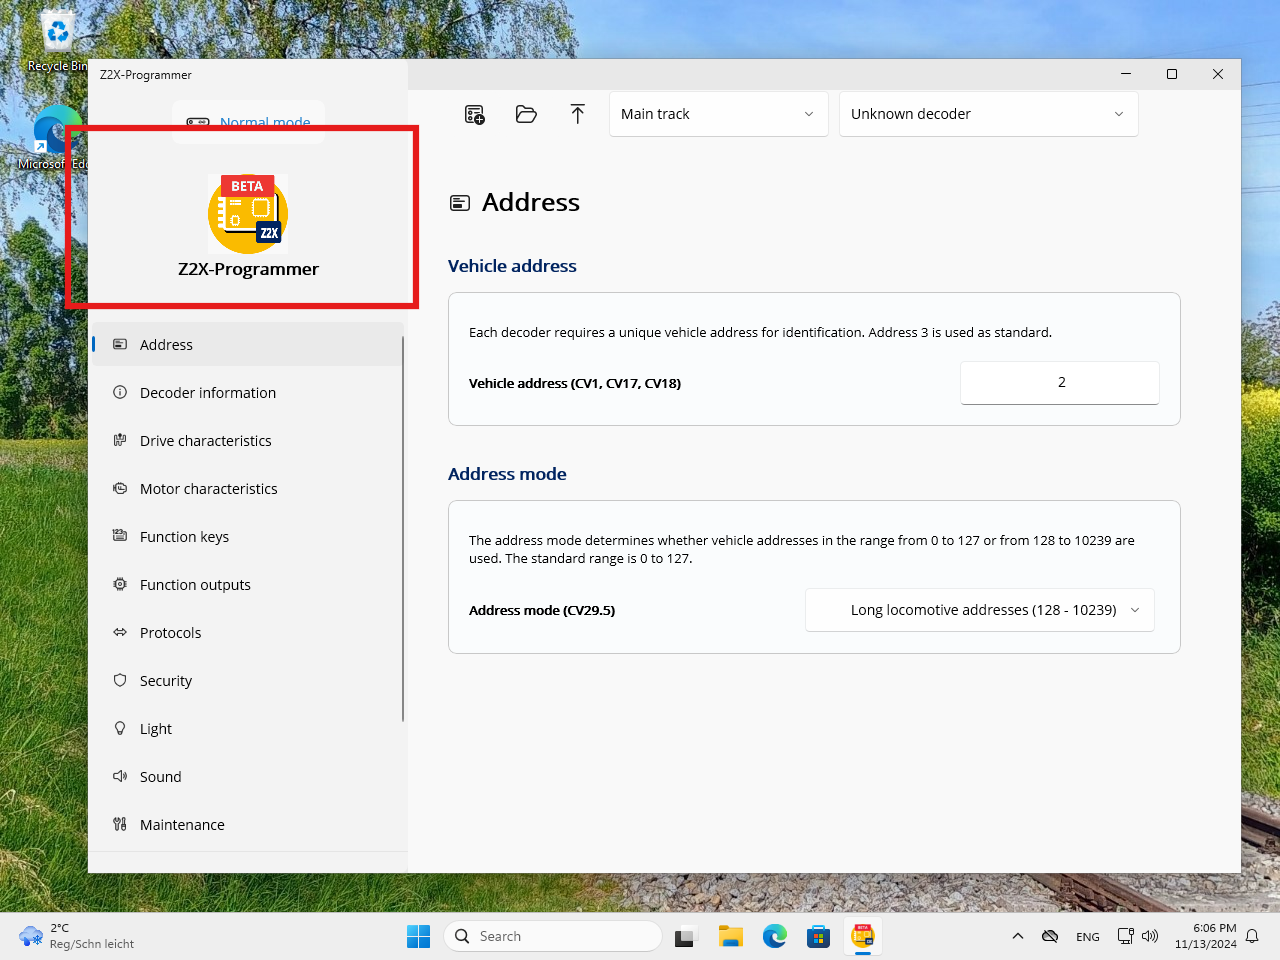 Recycle Bin
Microsoft Edge
Z2X-Programmer
Normal mode
BETA
Z2X
Z2X-Programmer
Address
Decoder information
Drive characteristics
Motor characteristics
Function keys
Function outputs
Protocols
Security
Light
Sound
Maintenance
Main track
Unknown decoder
Address
Vehicle address
Each decoder requires a unique vehicle address for identification. Address 3 is used as standard.
Vehicle address (CV1, CV17, CV18)
2
Address mode
The address mode determines whether vehicle addresses in the range from 0 to 127 or from 128 to 10239 are
used. The standard range is 0 to 127.
Address mode (CV29.5)
Long locomotive addresses (128 - 10239)
2°C
Reg/Schn leicht
Search
ENG
6:06 PM
11/13/2024